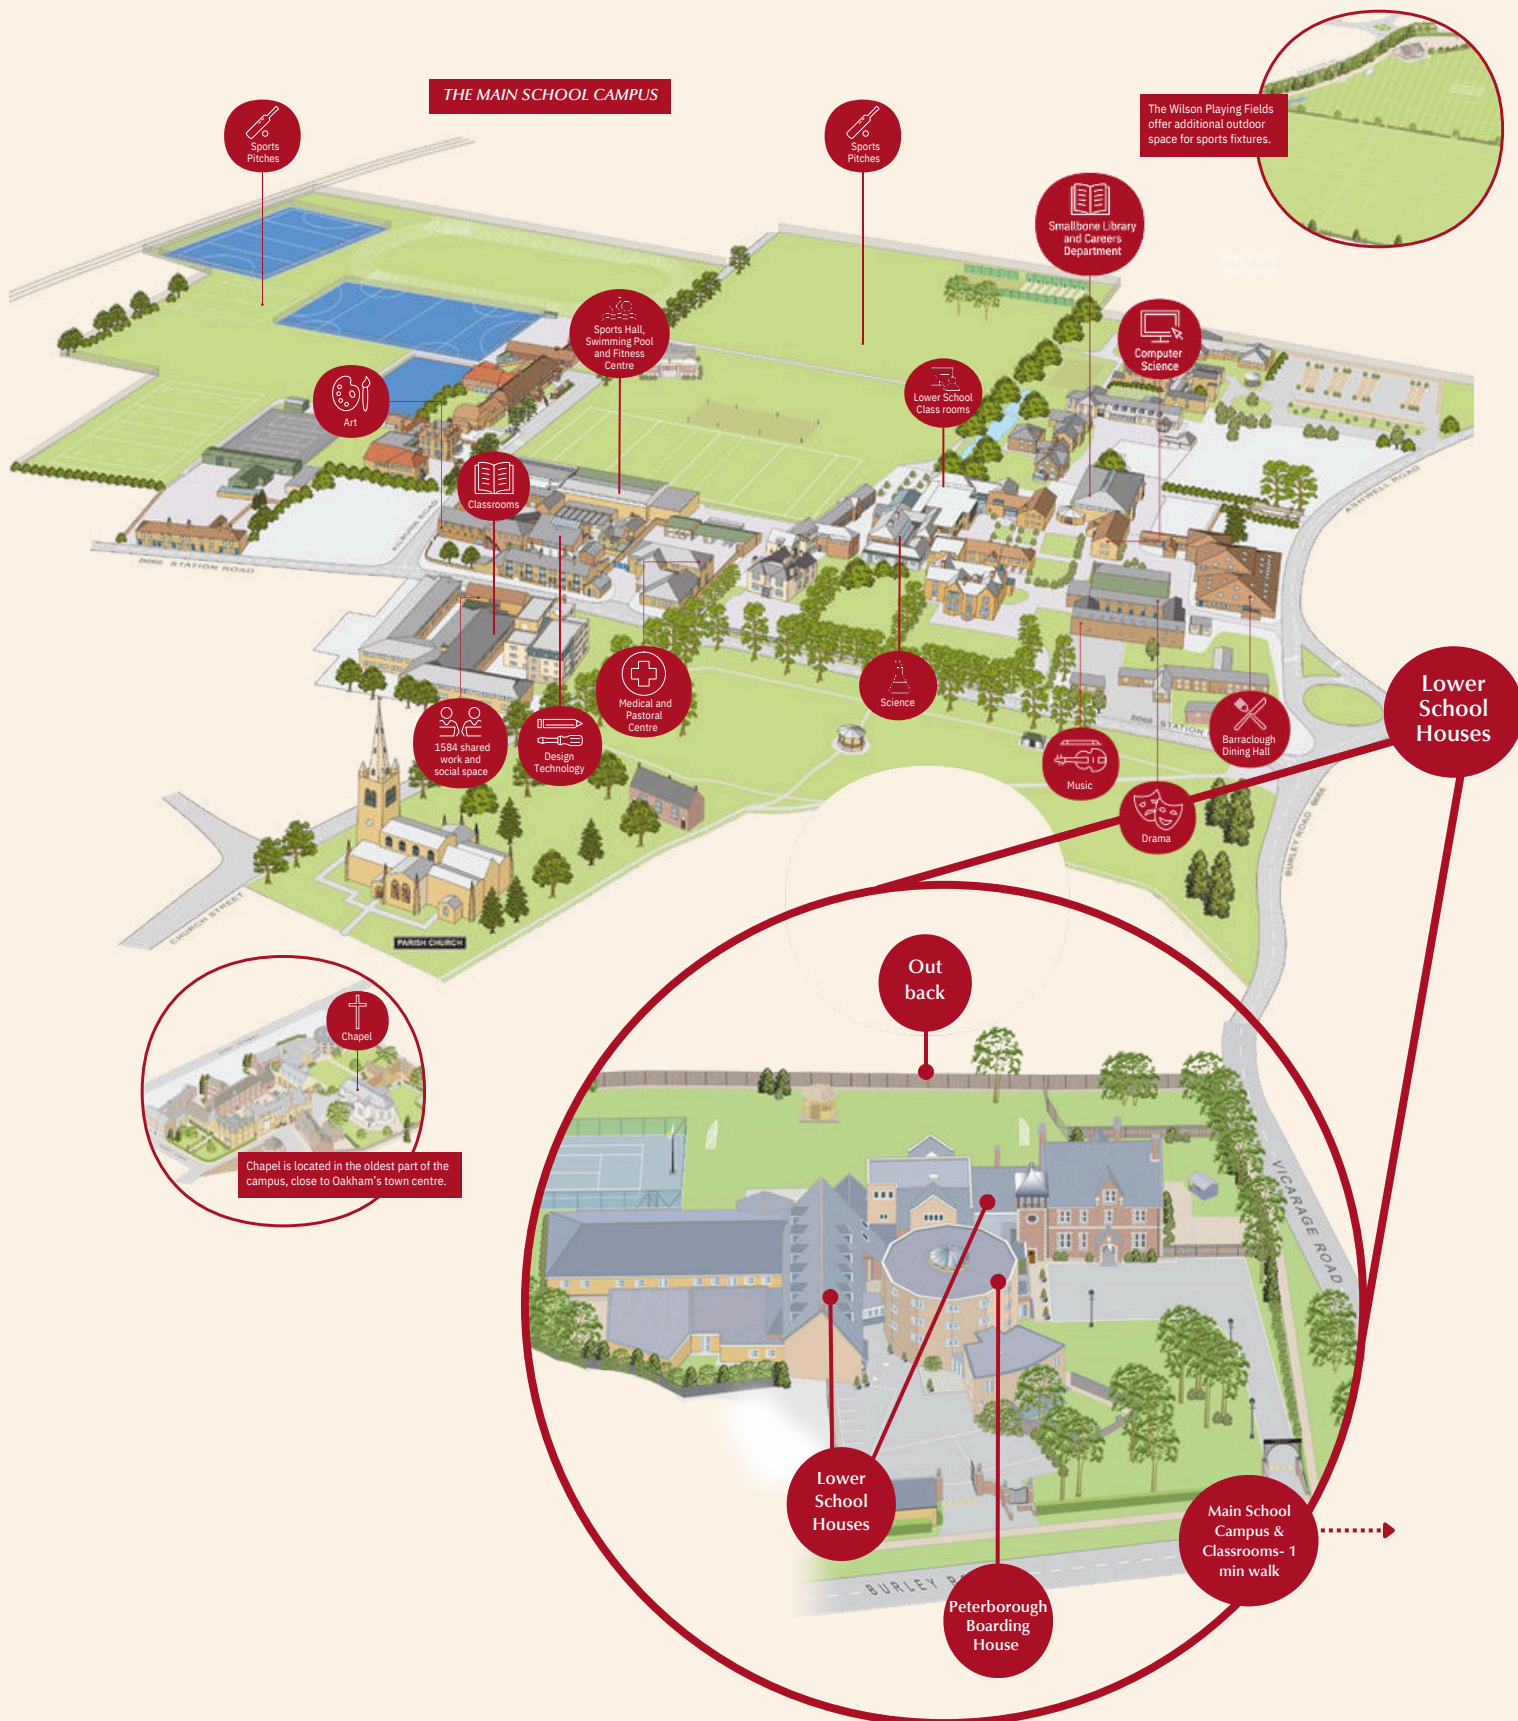 THE MAIN SCHOOL CAMPUS
Sports
Pitches
Sports
Pitches
The Wilson Playing Fields
offer additional outdoor
space for sports fixtures.
Smallbone Library
and Careers
Department
Sports Hall,
Swimming Pool
and Fitness
Centre
Computer
Science
Lower School
Class rooms
Art
Classrooms
ASHWELL ROAD
KILBURN ROAD
STATION ROAD
Medical and
Pastoral
Centre
Science
1584 shared
work and
social space
Design
Technology
Music
STATION
Barraclough
Dining Hall
Drama
Lower
School
Houses
BURLEY ROAD
CHURCH STREET
PARISH CHURCH
Chapel
Chapel is located in the oldest part of the
campus, close to Oakham's town centre.
Out
back
VICARAGE ROAD
Lower
School
Houses
Main School
Campus &
Classrooms- 1
min walk
BURLEY
Peterborough
Boarding
House